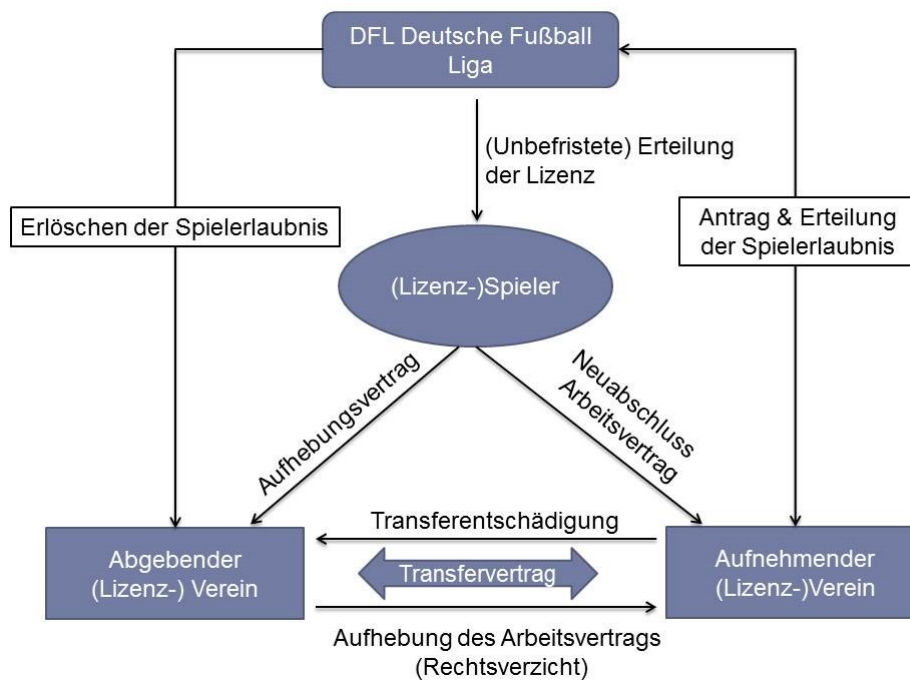 DFL Deutsche Fußball
Liga
(Unbefristete) Erteilung
der Lizenz
Erlöschen der Spielerlaubnis
Antrag & Erteilung
der Spielerlaubnis
(Lizenz-)Spieler
Aufhebungsvertrag
Neuabschluss
Arbeitsvertrag
Transferentschädigung
Abgebender
(Lizenz-) Verein
Transfervertrag
Aufnehmender
(Lizenz-)Verein
Aufhebung des Arbeitsvertrags
(Rechtsverzicht)